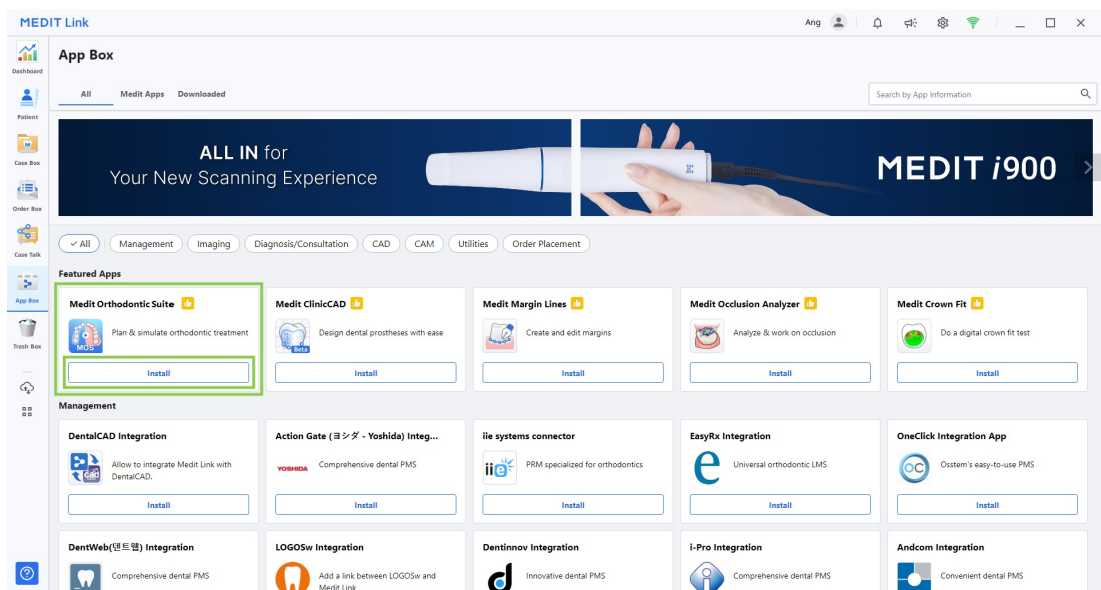 MEDIT Link
Ang
Dashboard
Patient
Case Box
Order Box
Case Talk
App Box
Trash Box
App Box
All Medit Apps Downloaded
Search by App Information
ALL IN for
Your New Scanning Experience
MEDIT i900
All Management Imaging Diagnosis/Consultation CAD CAM Utilities Order Placement
Featured Apps
Medit Orthodontic Suite
MOS
Plan & simulate orthodontic treatment
Install
Medit ClinicCAD
Beta
Design dental prostheses with ease
Install
Medit Margin Lines
Create and edit margins
Install
Medit Occlusion Analyzer
Analyze & work on occlusion
Install
Medit Crown Fit
Do a digital crown fit test
Install
Management
DentalCAD Integration
Allow to integrate Medit Link with
DentalCAD.
Install
Action Gate (ヨシダ - Yoshida) Integ...
YOSHIDA
Comprehensive dental PMS
Install
iie systems connector
iie
PRM specialized for orthodontics
Install
EasyRx Integration
e
Universal orthodontic LMS
Install
OneClick Integration App
OC
Osstem's easy-to-use PMS
Install
DentWeb(덴트웹) Integration
Comprehensive dental PMS
LOGOSw Integration
Add a link between LOGOSw and
Medit Link
Dentinnov Integration
d
Innovative dental PMS
i-Pro Integration
i
Comprehensive dental PMS
Andcom Integration
Convenient dental PMS